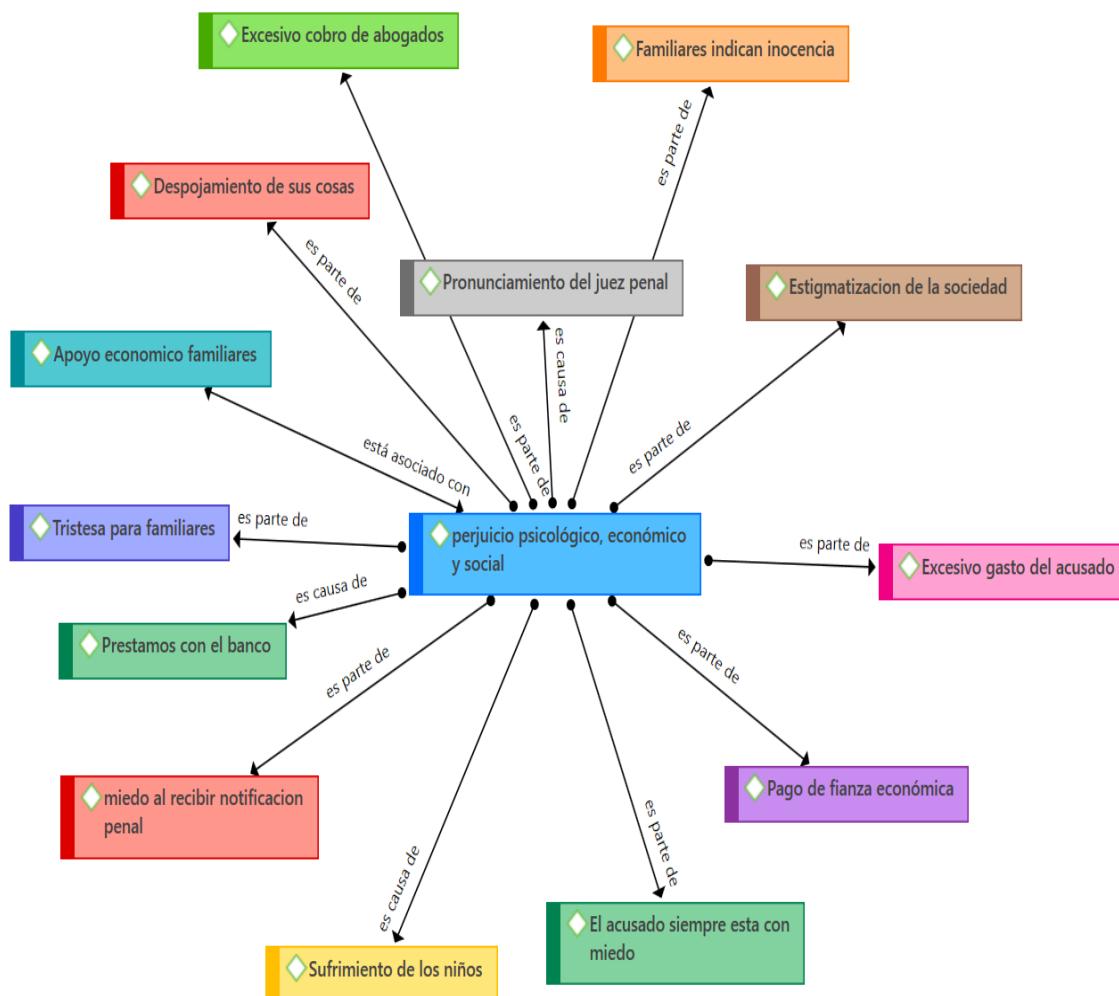 Excesivo cobro de abogados
Familiares indican inocencia
es parte de
Despojamiento de sus cosas
es parte de
Pronunciamiento del juez penal
Estigmatizacion de la sociedad
es causa de
Apoyo economico familiares
es parte de
está asociado con
es parte de
Tristesa para familiares
es parte de
perjuicio psicológico, económico
y social
es parte de
Excesivo gasto del acusado
es causa de
Prestamos con el banco
es parte de
es parte de
miedo al recibir notificacion
penal
Pago de fianza económica
es parte de
es causa de
El acusado siempre esta con
miedo
Sufrimiento de los niños